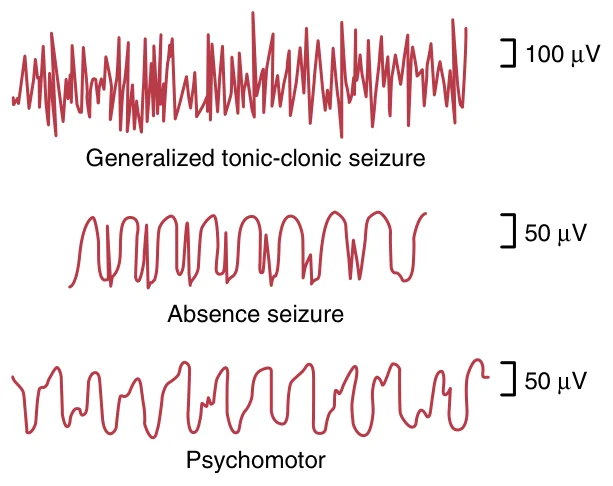 100 μV
Generalized tonic-clonic seizure
50 μV
Absence seizure
50 μV
Psychomotor